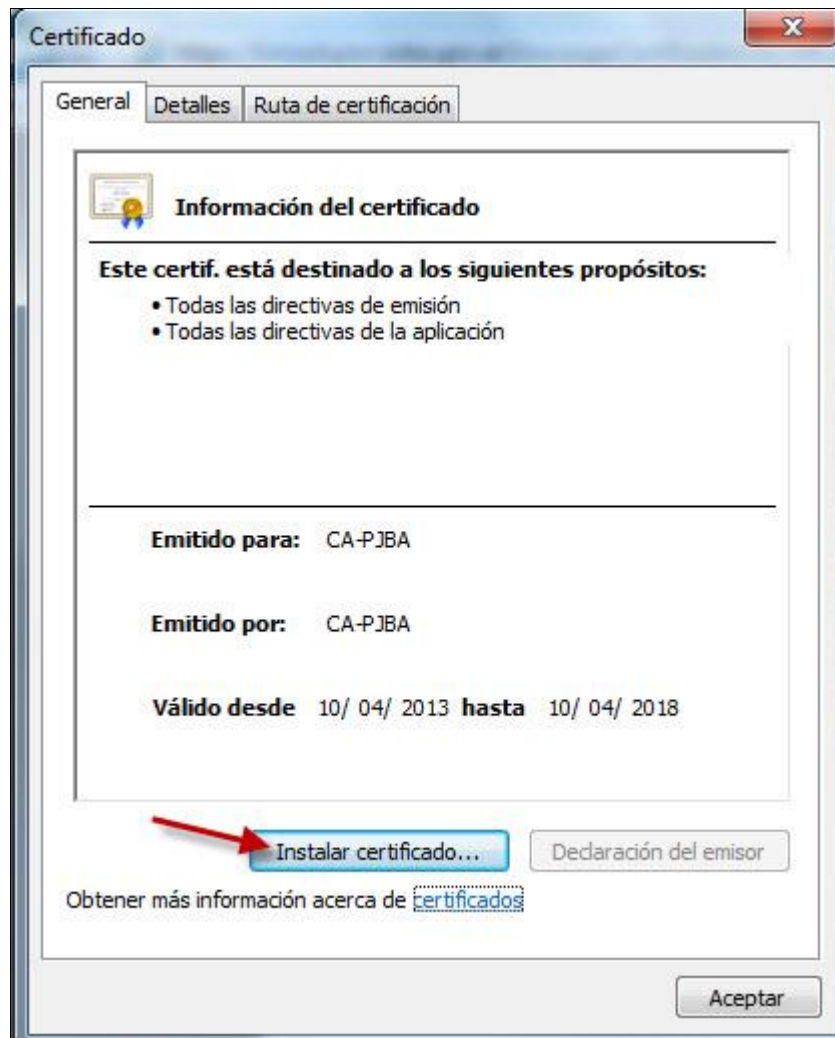 Certificado
General Detalles Ruta de certificación
Información del certificado
Este certif. está destinado a los siguientes propósitos:
• Todas las directivas de emisión
• Todas las directivas de la aplicación
Emitido para: CA-PJBA
Emitido por: CA-PJBA
Válido desde 10/ 04/ 2013 hasta 10/ 04/ 2018
Instalar certificado... Declaración del emisor
Obtener más información acerca de certificados
Aceptar